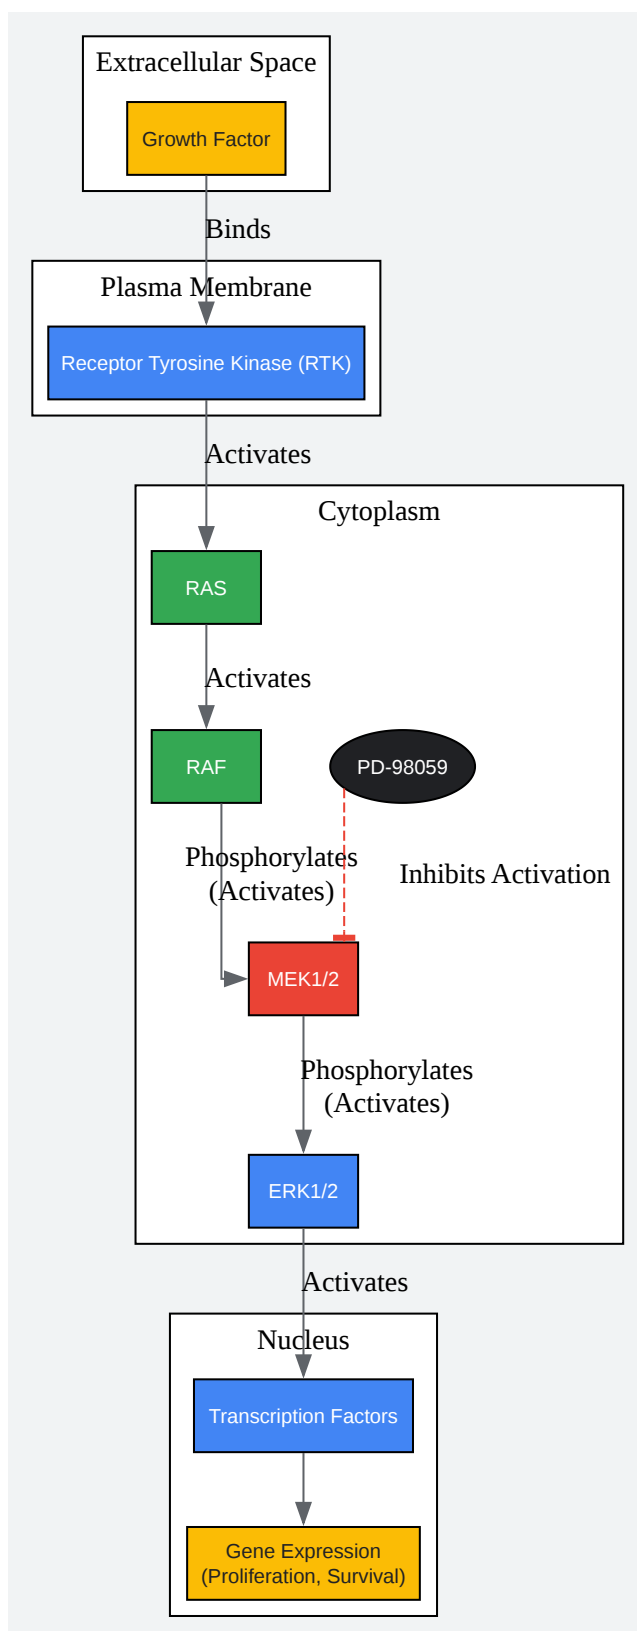 Extracellular Space
Growth Factor
Binds
Plasma Membrane
Receptor Tyrosine Kinase (RTK)
Activates
Cytoplasm
RAS
Activates
RAF
PD-98059
Phosphorylates
(Activates)
Inhibits Activation
MEK1/2
Phosphorylates
(Activates)
ERK1/2
Activates
Nucleus
Transcription Factors
Gene Expression
(Proliferation, Survival)